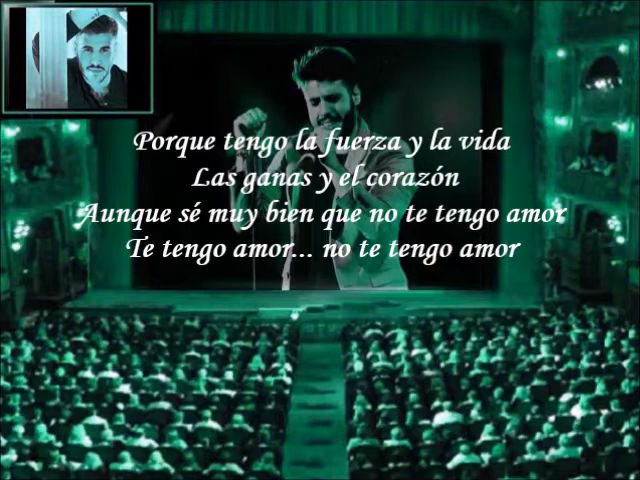 Porque tengo la fuerza y la vida
Las ganas y el corazón
Aunque sé muy bien que no te tengo amor
Te tengo amor... no te tengo amor